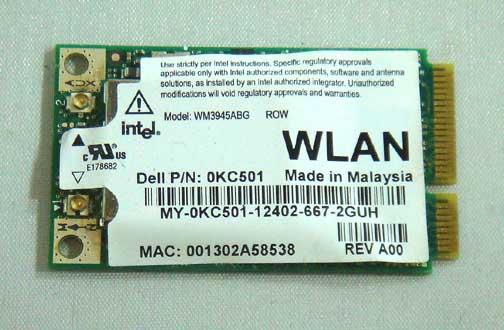 Use strictly per Intel Instructions. Specific regulatory approvals
applicable only with Intel authorized components, software and antenna
solutions, as installed by an Intel authorized integrator. Unauthorized
modifications will void regulatory approvals and warranties.
intel
Model: WM3945ABG ROW
WLAN
c RU US
E178682
Dell P/N: 0KC501 Made in Malaysia
MY-0KC501-12402-667-2GUH
MAC: 001302A58538
REV A00
2